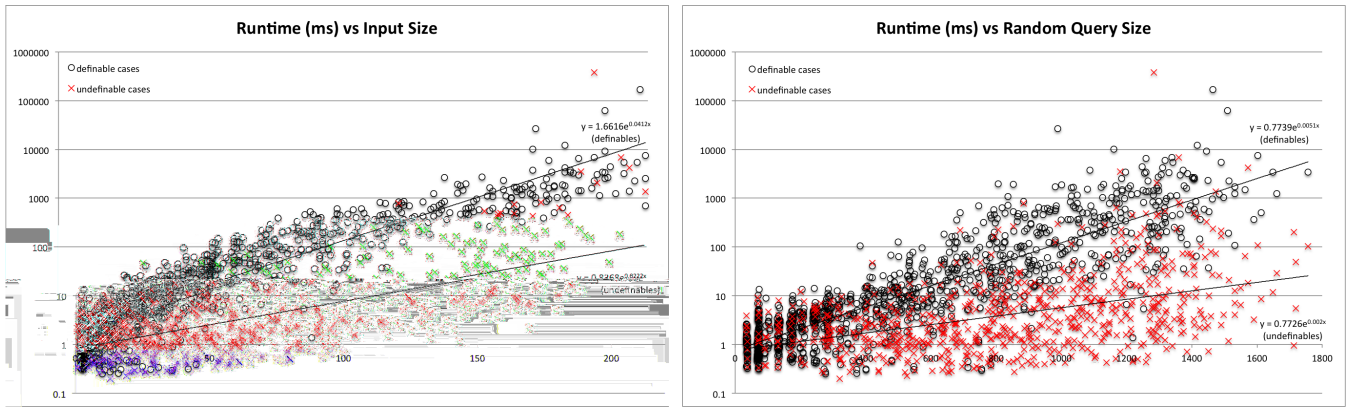 Runtime (ms) vs Input Size
1000000
100000
10000
1000
100
10
1
0.1
definable cases
undefinable cases
y = 1.6616e^0.0412x
(definables)
(undefinables)
0 50 100 150 200
Runtime (ms) vs Random Query Size
1000000
100000
10000
1000
100
10
1
0.1
definable cases
undefinable cases
y = 0.7739e^0.0051x
(definables)
y = 0.7726e^0.002x
(undefinables)
0 200 400 600 800 1000 1200 1400 1600 1800